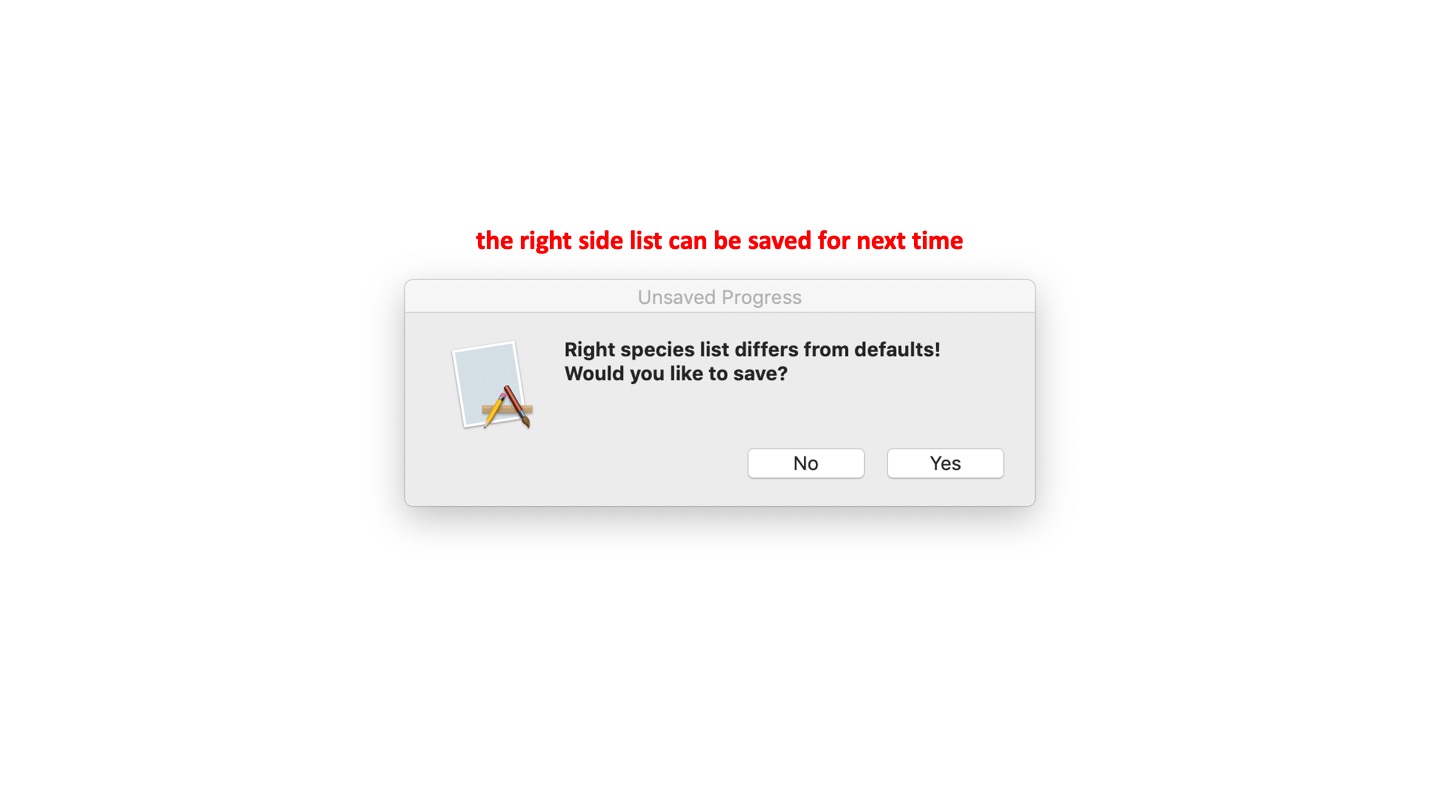 the right side list can be saved for next time
Unsaved Progress
Right species list differs from defaults!
Would you like to save?
No
Yes